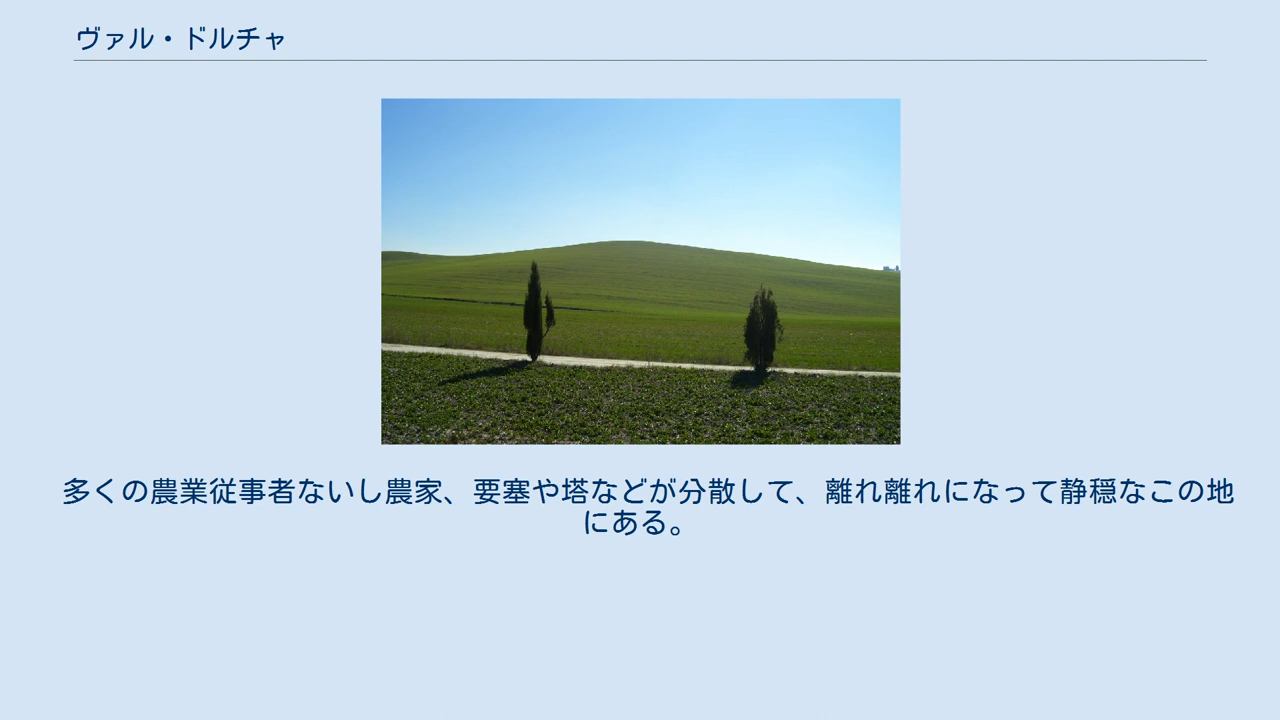 ヴァル・ドルチャ
多くの農業従事者ないし農家、要塞や塔などが分散して、離れ離れになって静穏なこの地
にある。